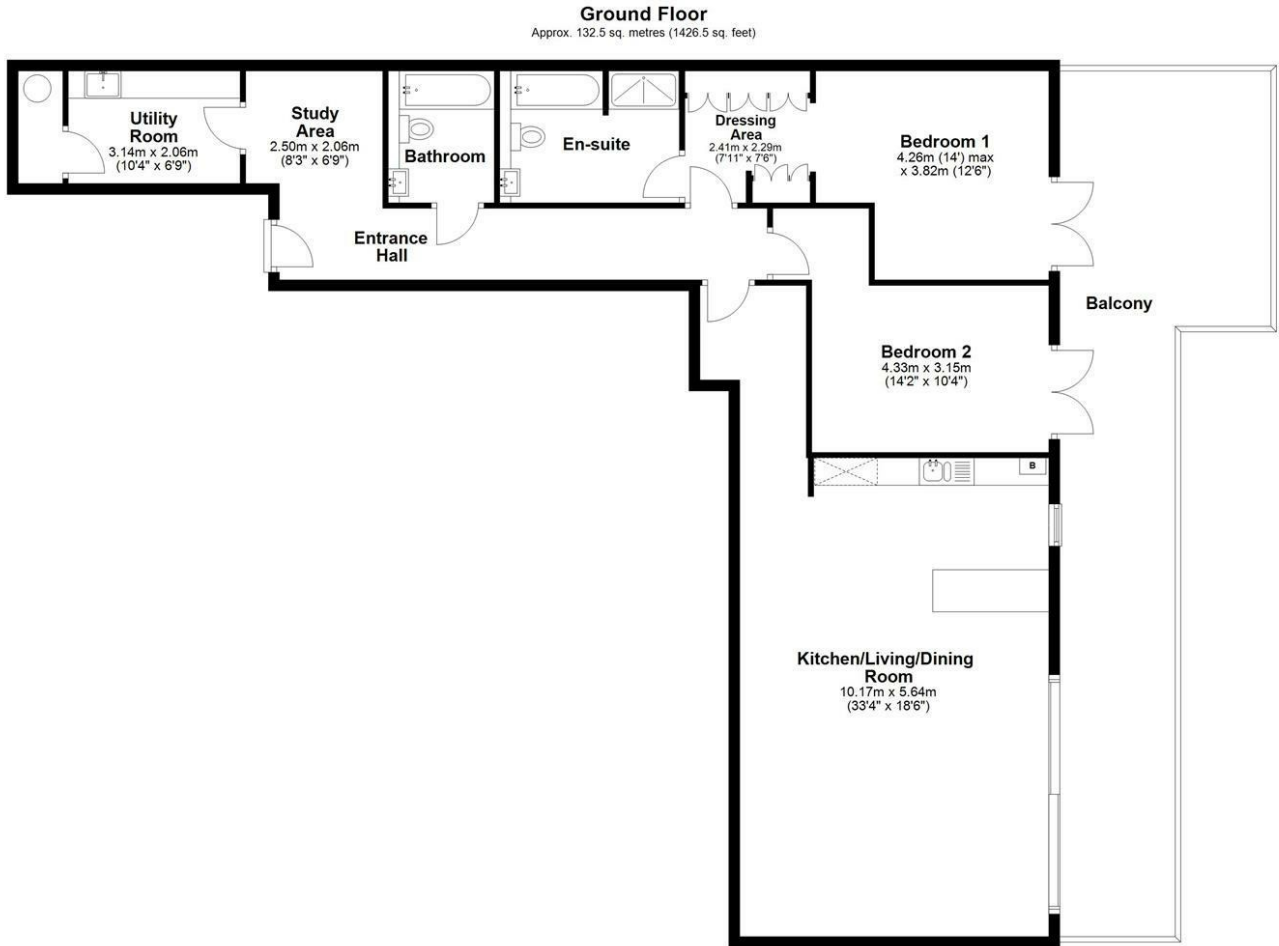 Ground Floor
Approx. 132.5 sq. metres (1426.5 sq. feet)
Utility
Room
3.14m x 2.06m
(10'4" x 6'9")
Study
Area
2.50m x 2.06m
(8'3" x 6'9")
Bathroom
En-suite
Dressing
Area
2.41m x 2.29m
(7'11" x 7'6")
Bedroom 1
4.26m (14') max
x 3.82m (12'6")
Entrance
Hall
Balcony
Bedroom 2
4.33m x 3.15m
(14'2" x 10'4")
B
Kitchen/Living/Dining
Room
10.17m x 5.64m
(33'4" x 18'6")